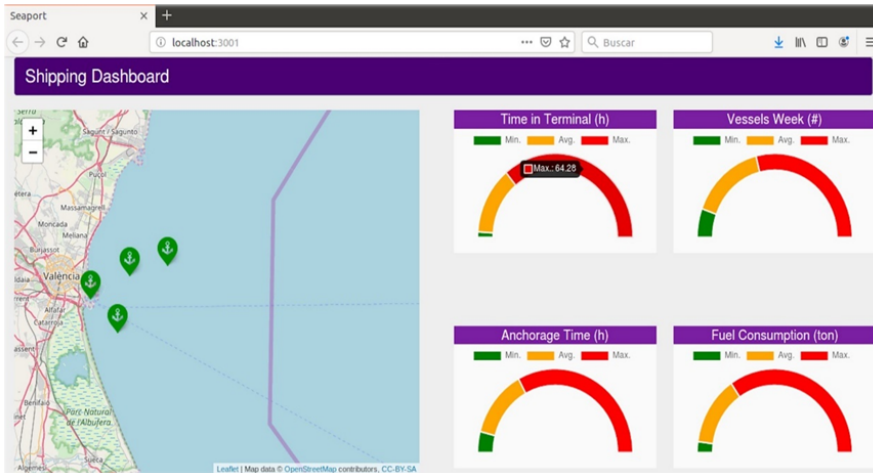 Seaport
localhost:3001
Buscar
Shipping Dashboard
+
−
Sagunt / Sagunto
Puçol
Massamagrell
Moncada
Meliana
Burjassot
València
Alfafar
Catarroja
Benifaió
Parc Natural
de l'Albufera
Sueca
Algemesí
Leaflet | Map data © OpenStreetMap contributors, CC-BY-SA
Time in Terminal (h)
Min. Avg. Max.
Max.: 64.28
Vessels Week (#)
Min. Avg. Max.
Anchorage Time (h)
Min. Avg. Max.
Fuel Consumption (ton)
Min. Avg. Max.